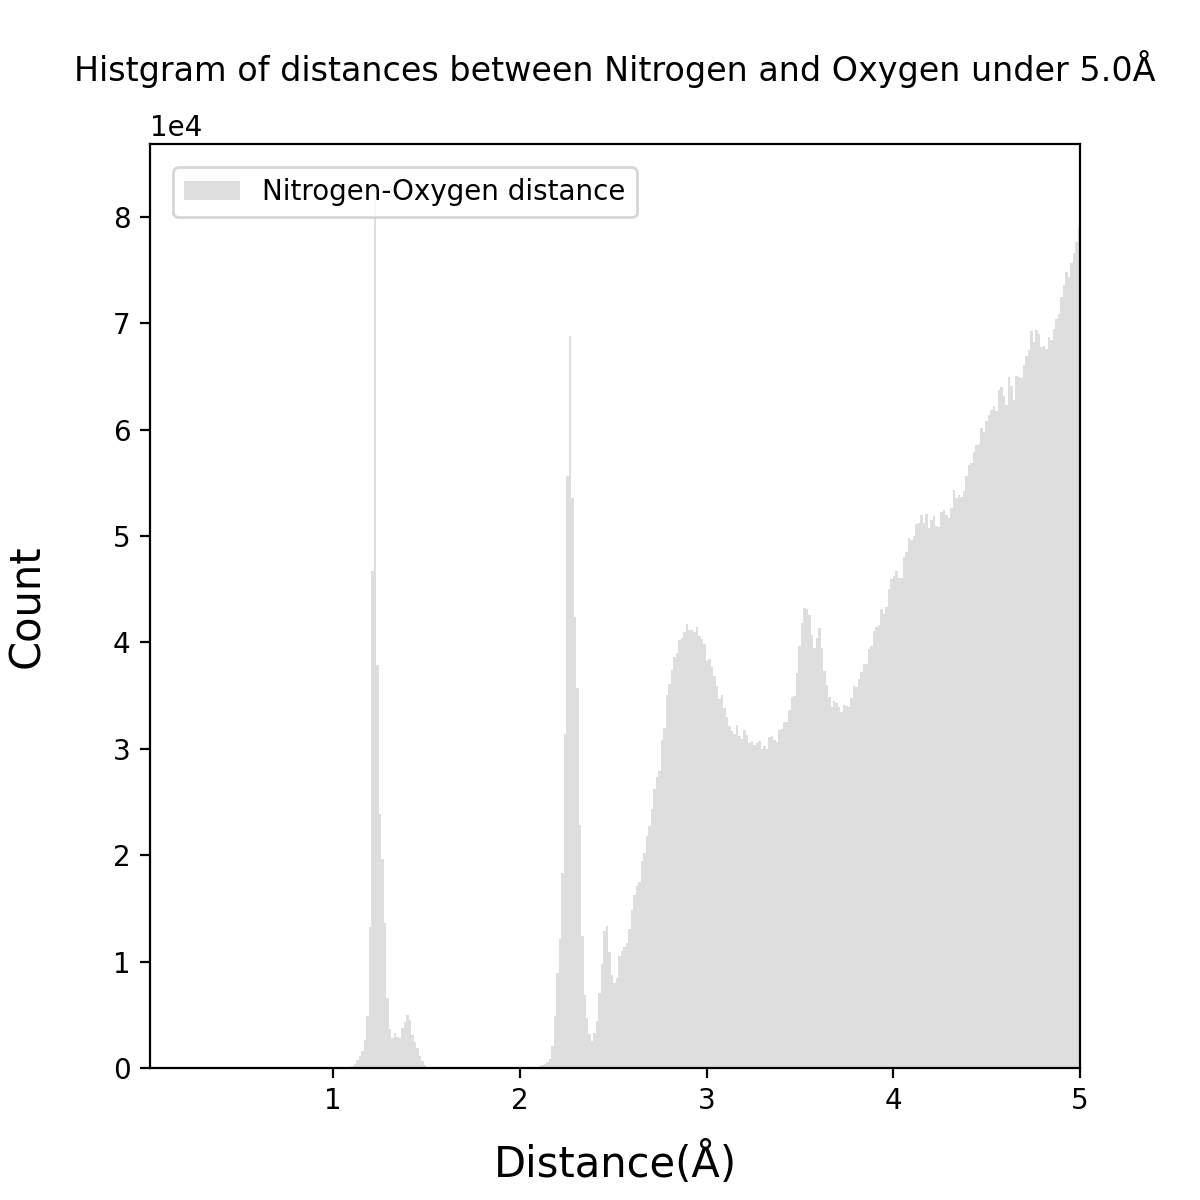 Histgram of distances between Nitrogen and Oxygen under 5.0Å
1e4
Nitrogen-Oxygen distance
8
7
6
5
4
3
2
1
0
Count
1 2 3 4 5
Distance(Å)